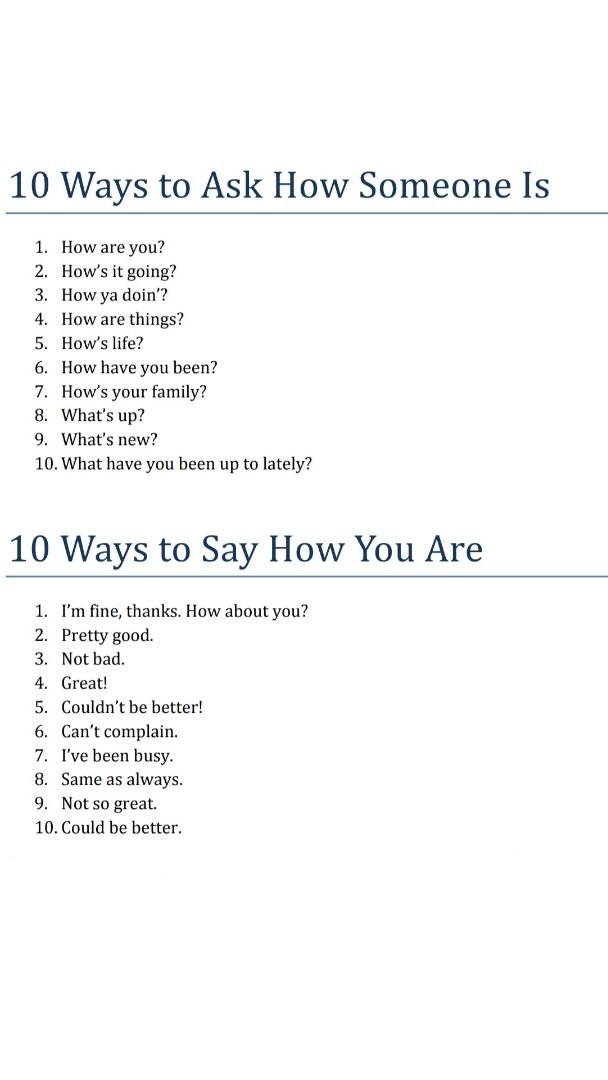 10 Ways to Ask How Someone Is
1. How are you?
2. How's it going?
3. How ya doin'?
4. How are things?
5. How's life?
6. How have you been?
7. How's your family?
8. What's up?
9. What's new?
10. What have you been up to lately?
10 Ways to Say How You Are
1. I'm fine, thanks. How about you?
2. Pretty good.
3. Not bad.
4. Great!
5. Couldn't be better!
6. Can't complain.
7. I've been busy.
8. Same as always.
9. Not so great.
10. Could be better.